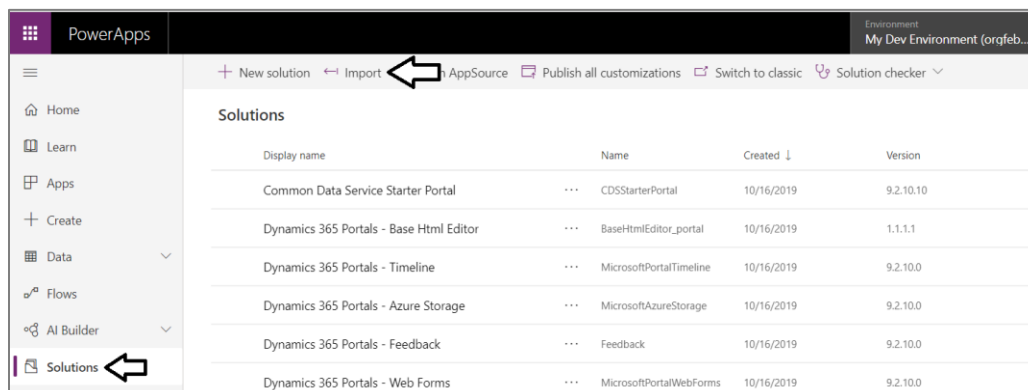 PowerApps
Environment
My Dev Environment (orgfeb...
New solution Import AppSource Publish all customizations Switch to classic Solution checker
Home
Learn
Apps
Create
Data
Flows
AI Builder
Solutions
Solutions
Display name Name Created ↓ Version
Common Data Service Starter Portal ... CDSStarterPortal 10/16/2019 9.2.10.10
Dynamics 365 Portals - Base Html Editor ... BaseHtmlEditor_portal 10/16/2019 1.1.1.1
Dynamics 365 Portals - Timeline ... MicrosoftPortalTimeline 10/16/2019 9.2.10.0
Dynamics 365 Portals - Azure Storage ... MicrosoftAzureStorage 10/16/2019 9.2.10.0
Dynamics 365 Portals - Feedback ... Feedback 10/16/2019 9.2.10.0
Dynamics 365 Portals - Web Forms ... MicrosoftPortalWebForms 10/16/2019 9.2.10.0